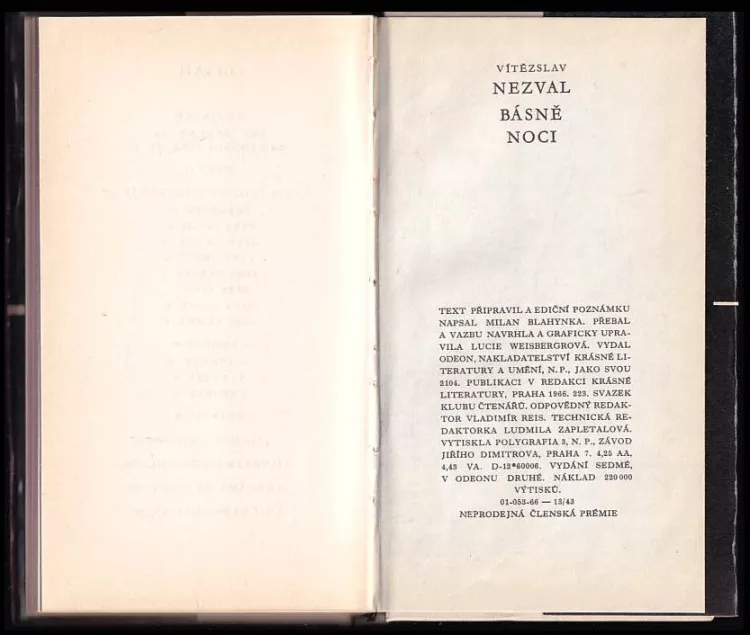 VÍTĚZSLAV
NEZVAL
BÁSNĚ
NOCI
TEXT PŘIPRAVIL A EDIČNÍ POZNÁMKU
NAPSAL MILAN BLAHYNKA. PŘEBAL
A VAZBU NAVRHLA A GRAFICKY UPRA-
VILA LUCIE WEISBERGROVÁ. VYDAL
ODEON, NAKLADATELSTVÍ KRÁSNÉ LI-
TERATURY A UMĚNÍ, N. P., JAKO SVOU
2104. PUBLIKACI V REDAKCI KRÁSNÉ
LITERATURY, PRAHA 1966. 223. SVAZEK
KLUBU ČTENÁŘŮ. ODPOVĚDNÝ REDAK-
TOR VLADIMÍR REIS. TECHNICKÁ RE-
DAKTORKA LUDMILA ZAPLETALOVÁ.
VYTISKLA POLYGRAFIA 3, N. P., ZÁVOD
JIŘÍHO DIMITROVA, PRAHA 7. 4,25 AA,
4,43 VA. D-12*60006. VYDÁNÍ SEDMÉ,
V ODEONU DRUHÉ. NÁKLAD 220 000
VÝTISKŮ.
01-053-66 — 13/43
NEPRODEJNÁ ČLENSKÁ PRÉMIE